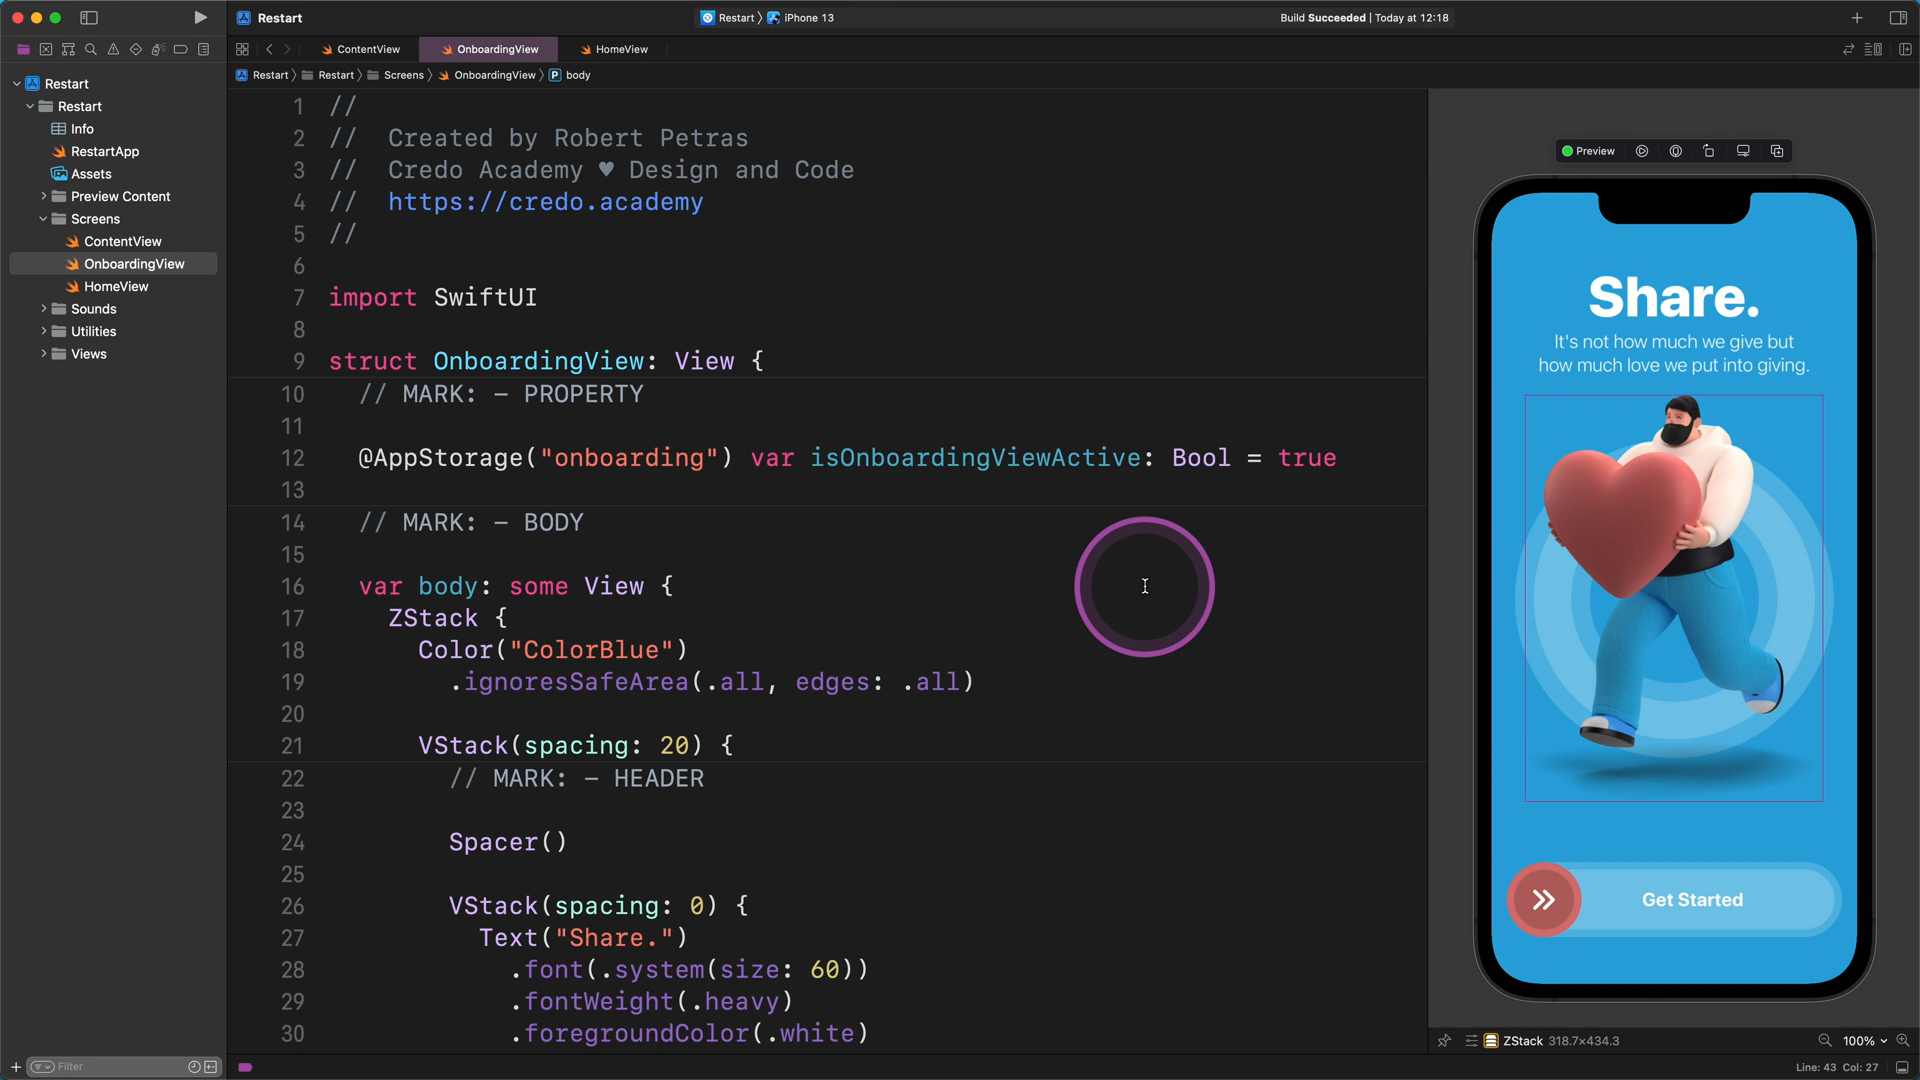 Restart
Restart
iPhone 13
Build Succeeded | Today at 12:18
ContentView
OnboardingView
HomeView
Restart
Restart
Screens
OnboardingView
P
body
Restart
Restart
Info
RestartApp
Assets
Preview Content
Screens
ContentView
OnboardingView
HomeView
Sounds
Utilities
Views
Filter
1 //
2 //  Created by Robert Petras
3 //  Credo Academy ♥ Design and Code
4 //  https://credo.academy
5 //
6
7 import SwiftUI
8
9 struct OnboardingView: View {
10 // MARK: - PROPERTY
11
12 @AppStorage("onboarding") var isOnboardingViewActive: Bool = true
13
14 // MARK: - BODY
15
16 var body: some View {
17 ZStack {
18 Color("ColorBlue")
19 .ignoresSafeArea(.all, edges: .all)
20
21 VStack(spacing: 20) {
22 // MARK: - HEADER
23
24 Spacer()
25
26 VStack(spacing: 0) {
27 Text("Share.")
28 .font(.system(size: 60))
29 .fontWeight(.heavy)
30 .foregroundColor(.white)
Preview
Share.
It's not how much we give but
how much love we put into giving.
Get Started
ZStack 318.7×434.3
100%
Line: 43 Col: 27